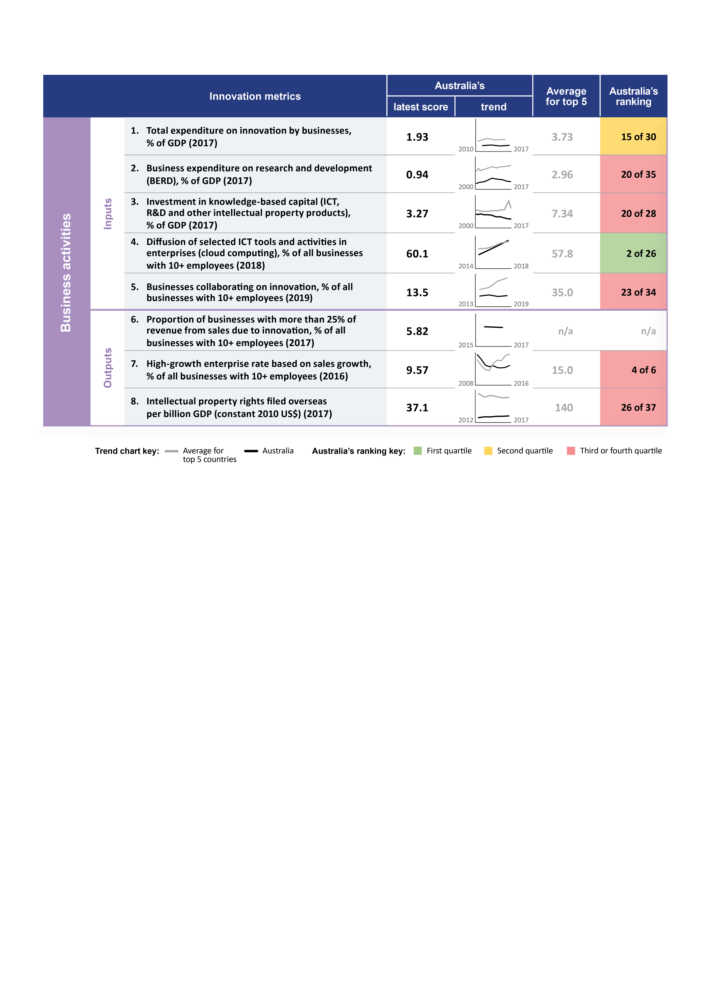 Innovation metrics
Australia’s
latest score
trend
Average
for top 5
Australia’s
ranking
Business activities
Inputs
1. Total expenditure on innovation by businesses,
% of GDP (2017)
1.93
2010
2017
3.73
15 of 30
2. Business expenditure on research and development
(BERD), % of GDP (2017)
0.94
2000
2017
2.96
20 of 35
3. Investment in knowledge-based capital (ICT,
R&D and other intellectual property products),
% of GDP (2017)
3.27
2000
2017
7.34
20 of 28
4. Diffusion of selected ICT tools and activities in
enterprises (cloud computing), % of all businesses
with 10+ employees (2018)
60.1
2014
2018
57.8
2 of 26
5. Businesses collaborating on innovation, % of all
businesses with 10+ employees (2019)
13.5
2013
2019
35.0
23 of 34
Outputs
6. Proportion of businesses with more than 25% of
revenue from sales due to innovation, % of all
businesses with 10+ employees (2017)
5.82
2015
2017
n/a
n/a
7. High-growth enterprise rate based on sales growth,
% of all businesses with 10+ employees (2016)
9.57
2008
2016
15.0
4 of 6
8. Intellectual property rights filed overseas
per billion GDP (constant 2010 US$) (2017)
37.1
2012
2017
140
26 of 37
Trend chart key:
Average for
top 5 countries
Australia
Australia’s ranking key:
First quartile
Second quartile
Third or fourth quartile